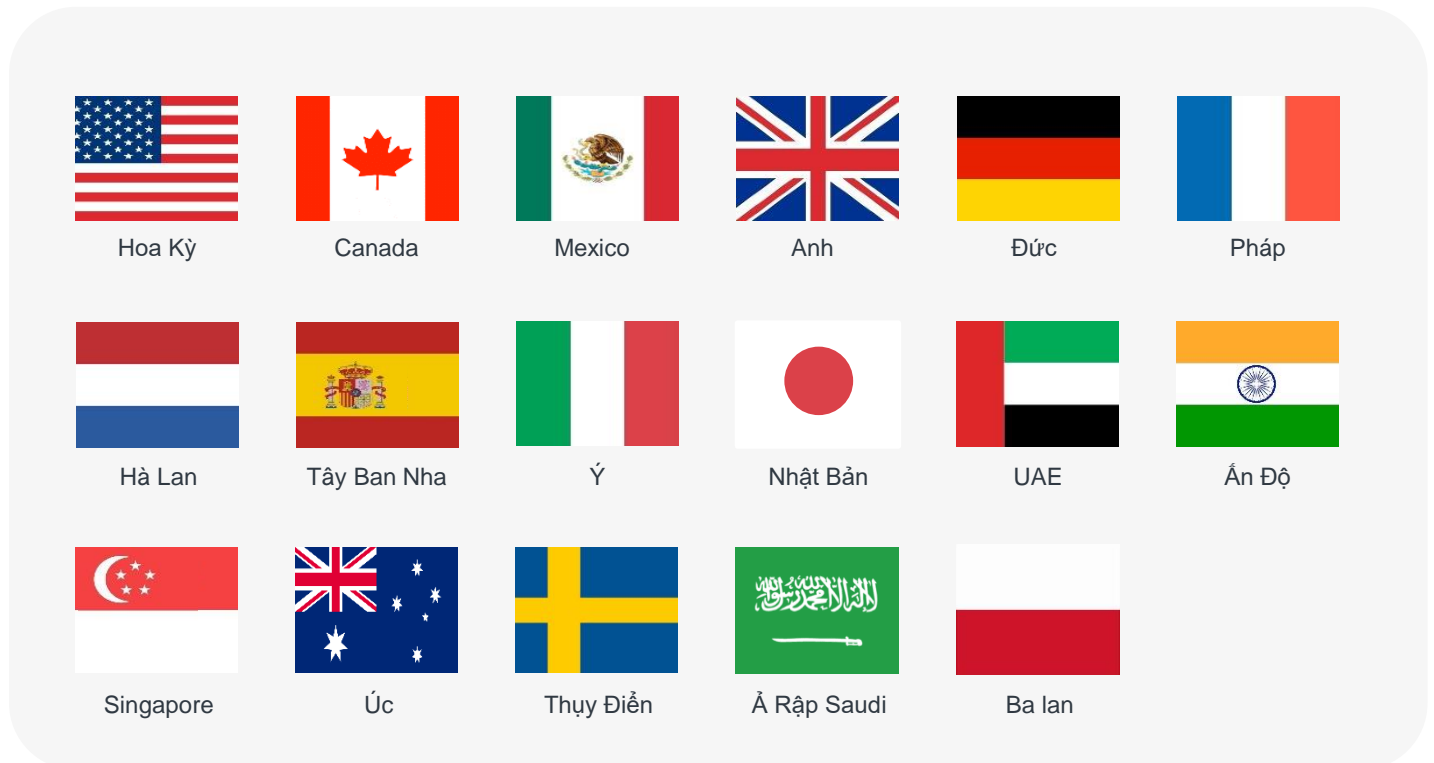 Hoa Kỳ
Canada
Mexico
Anh
Đức
Pháp
Hà Lan
Tây Ban Nha
Ý
Nhật Bản
UAE
Ấn Độ
Singapore
Úc
Thụy Điển
Ả Rập Saudi
Ba lan